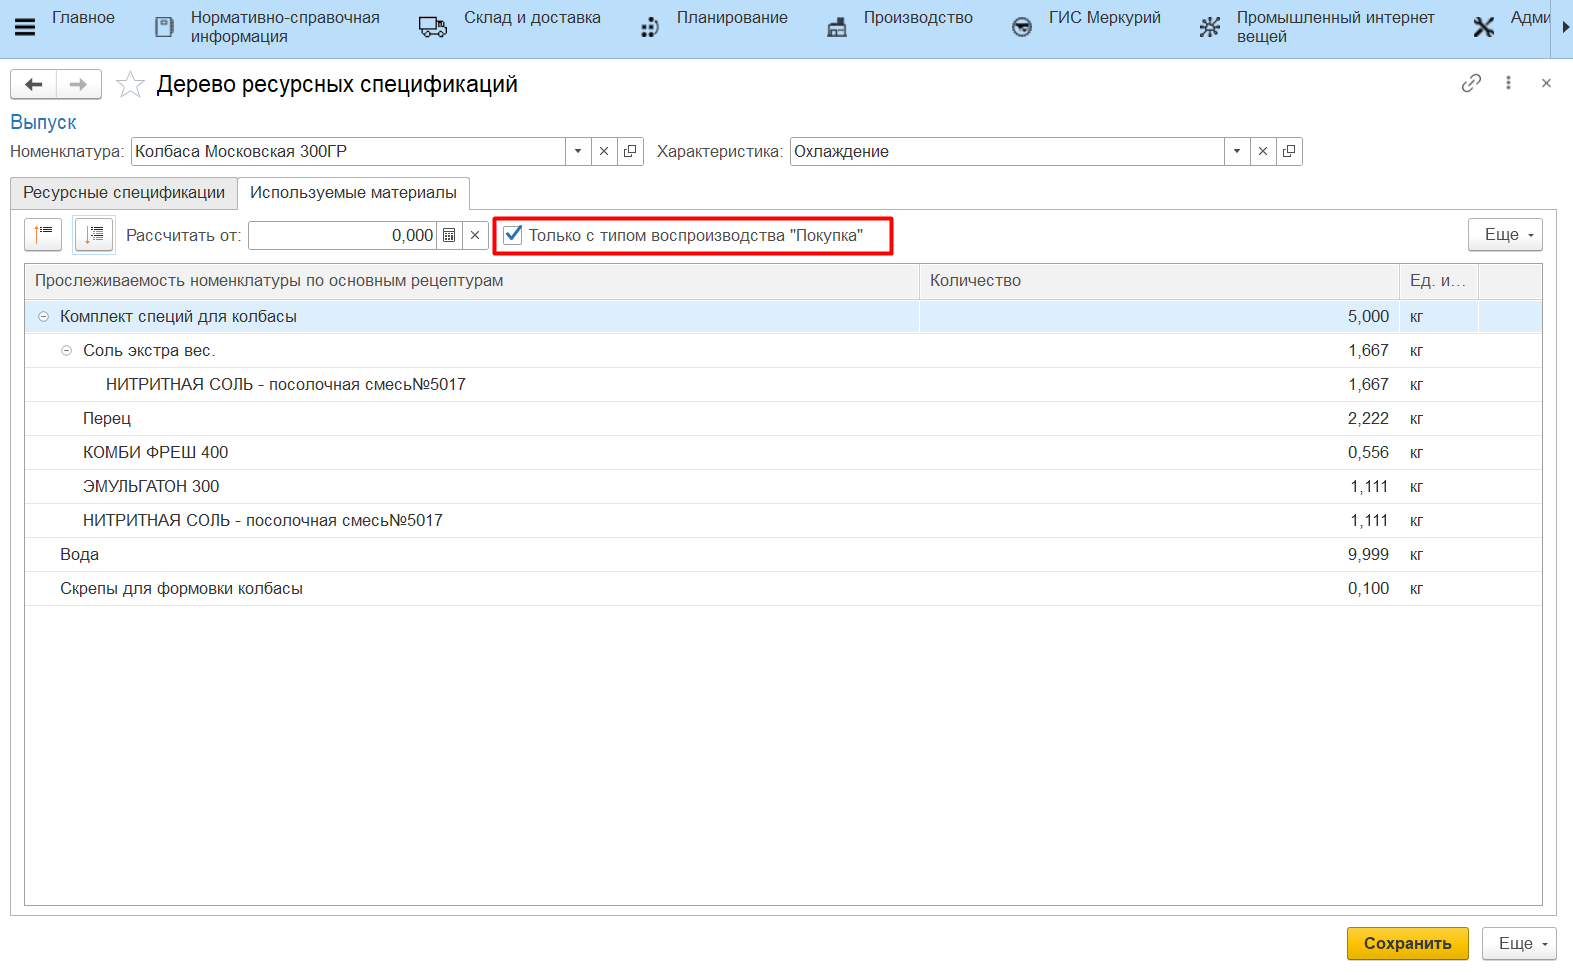 Главное
Нормативно-справочная
информация
Склад и доставка
Планирование
Производство
ГИС Меркурий
Промышленный интернет
вещей
Адми
Дерево ресурсных спецификаций
Выпуск
Номенклатура: Колбаса Московская 300ГР Характеристика: Охлаждение
Ресурсные спецификации Используемые материалы
Рассчитать от: 0,000 Только с типом воспроизводства "Покупка" Еще
Прослеживаемость номенклатуры по основным рецептурам Количество Ед. и...
Комплект специй для колбасы 5,000 кг
Соль экстра вес. 1,667 кг
НИТРИТНАЯ СОЛЬ - посолочная смесь№5017 1,667 кг
Перец 2,222 кг
КОМБИ ФРЕШ 400 0,556 кг
ЭМУЛЬГАТОН 300 1,111 кг
НИТРИТНАЯ СОЛЬ - посолочная смесь№5017 1,111 кг
Вода 9,999 кг
Скрепы для формовки колбасы 0,100 кг
Сохранить Еще